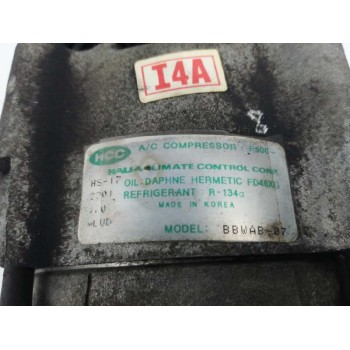 I4A
HCC A/C COMPRESSOR
HALLA CLIMATE CONTROL CORP.
HS-17 OIL:DAPHNE HERMETIC
REFRIGERANT R-134a
MADE IN KOREA
MODEL: BBWAB-07